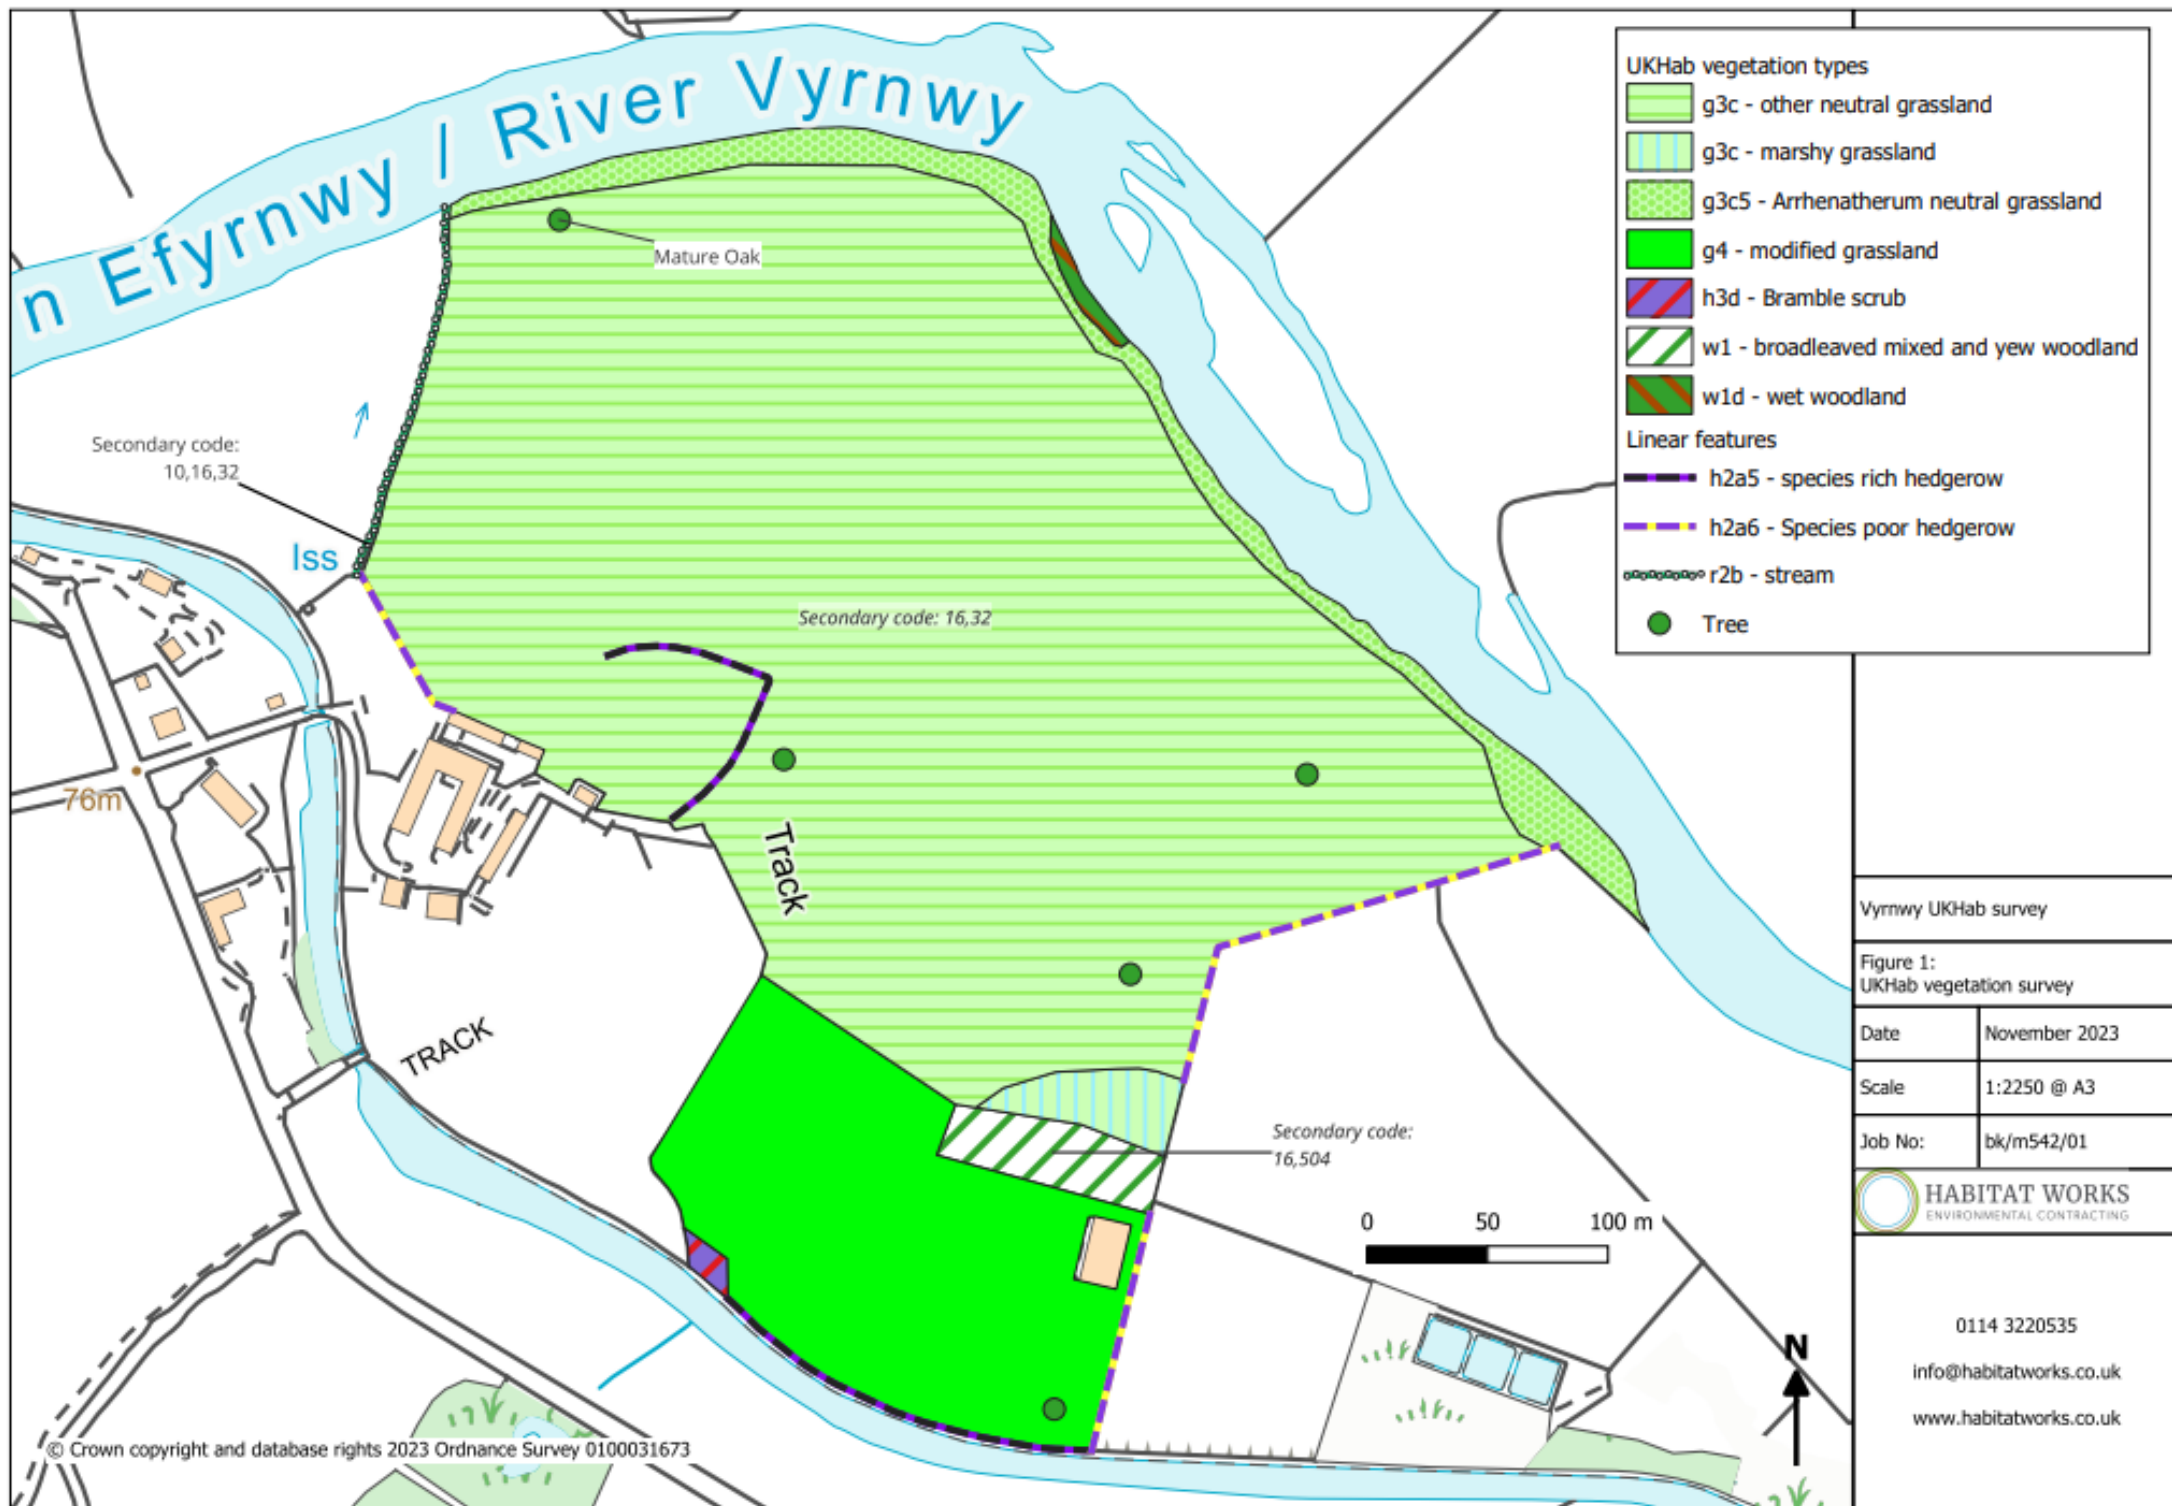 n Efyrnwy / River Vyrnwy
Mature Oak
Secondary code:
10,16,32
Iss
Secondary code: 16,32
76m
Track
TRACK
Secondary code:
16,504
0 50 100 m
N
© Crown copyright and database rights 2023 Ordnance Survey 0100031673
UKHab vegetation types
g3c - other neutral grassland
g3c - marshy grassland
g3c5 - Arrhenatherum neutral grassland
g4 - modified grassland
h3d - Bramble scrub
w1 - broadleaved mixed and yew woodland
w1d - wet woodland
Linear features
h2a5 - species rich hedgerow
h2a6 - Species poor hedgerow
r2b - stream
Tree
Vyrnwy UKHab survey
Figure 1:
UKHab vegetation survey
Date November 2023
Scale 1:2250 @ A3
Job No: bk/m542/01
HABITAT WORKS
ENVIRONMENTAL CONTRACTING
0114 3220535
info@habitatworks.co.uk
www.habitatworks.co.uk